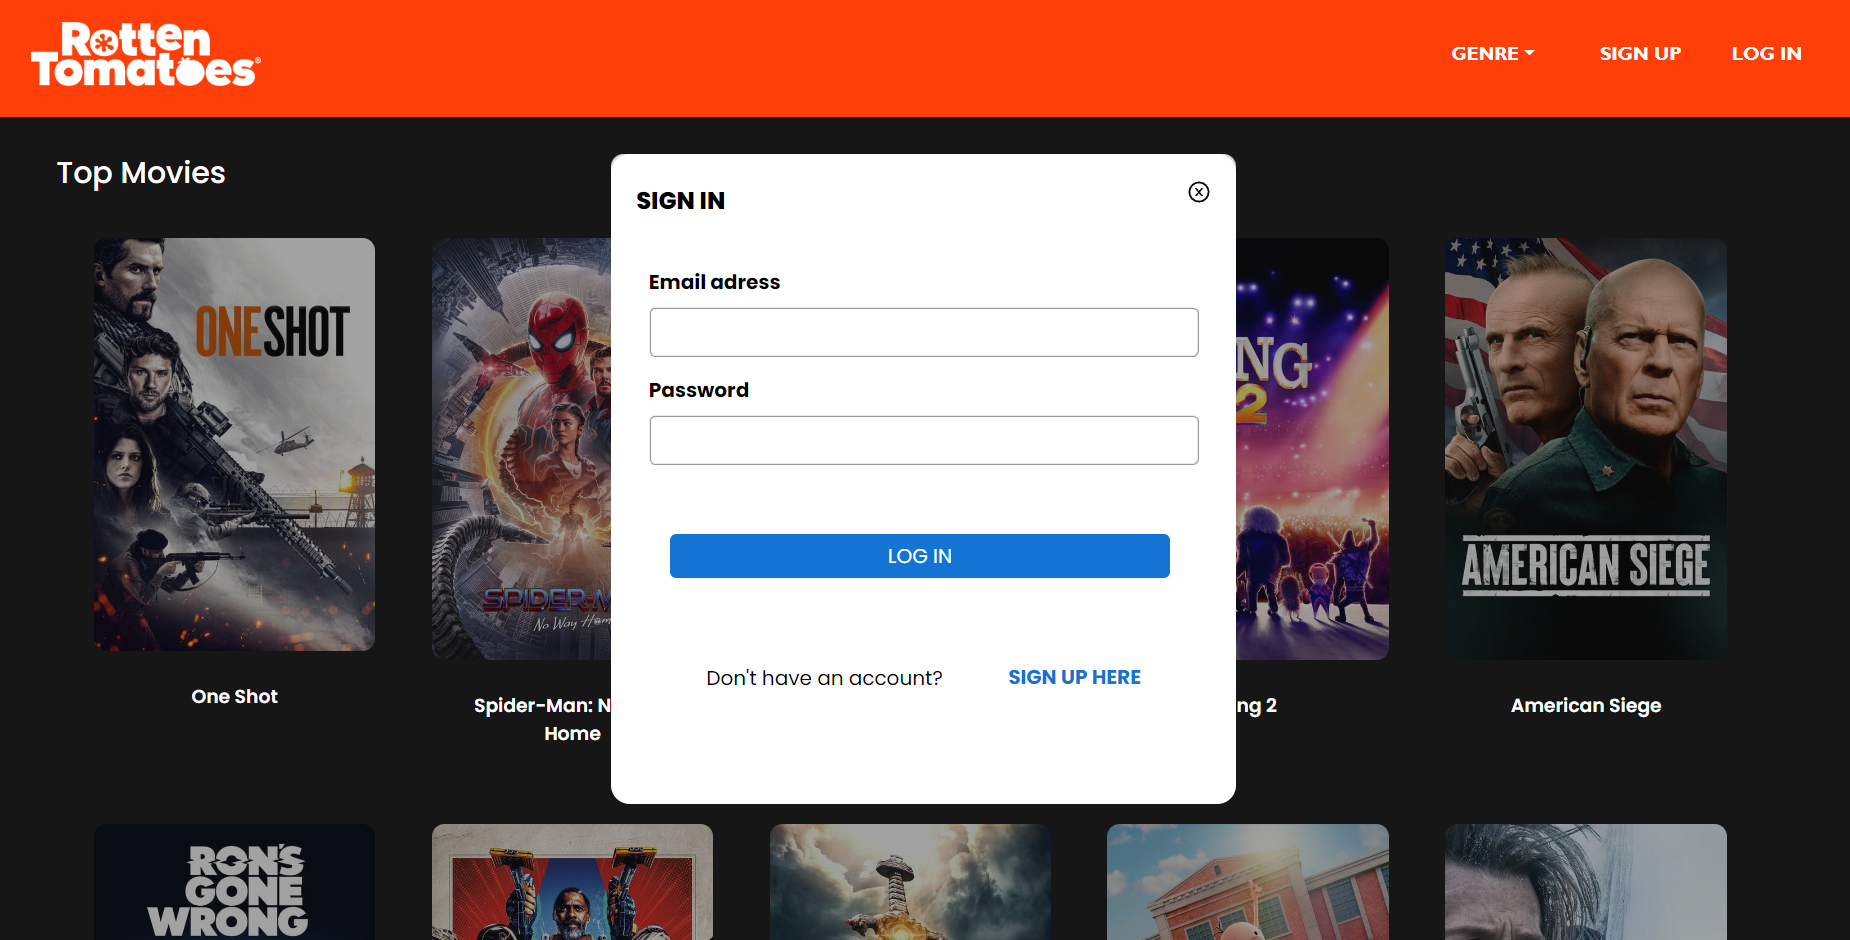 Rotten
Tomatoes®
GENRE
SIGN UP
LOG IN
Top Movies
SIGN IN
Email adress
Password
LOG IN
Don't have an account?
SIGN UP HERE
ONE SHOT
SPIDER-M
No Way Hom
NG
2
AMERICAN SIEGE
One Shot
Spider-Man: N
Home
ng 2
American Siege
RON'S
GONE
WRONG